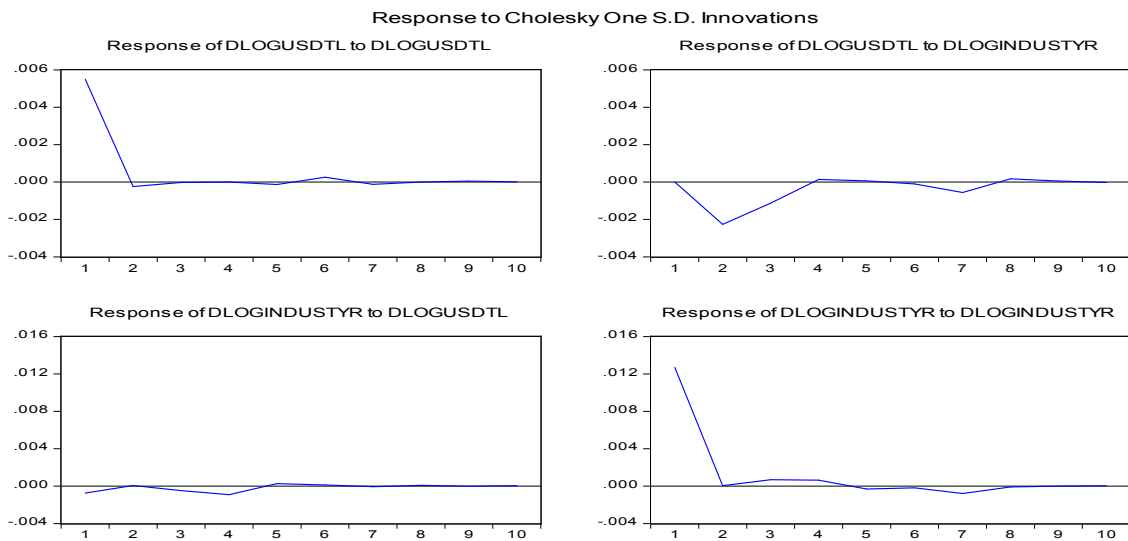 Response to Cholesky One S.D. Innovations
Response of DLOGUSDTL to DLOGUSDTL
.006
.004
.002
.000
-.002
-.004
1 2 3 4 5 6 7 8 9 10
Response of DLOGUSDTL to DLOGINDUSTYR
.006
.004
.002
.000
-.002
-.004
1 2 3 4 5 6 7 8 9 10
Response of DLOGINDUSTYR to DLOGUSDTL
.016
.012
.008
.004
.000
-.004
1 2 3 4 5 6 7 8 9 10
Response of DLOGINDUSTYR to DLOGINDUSTYR
.016
.012
.008
.004
.000
-.004
1 2 3 4 5 6 7 8 9 10